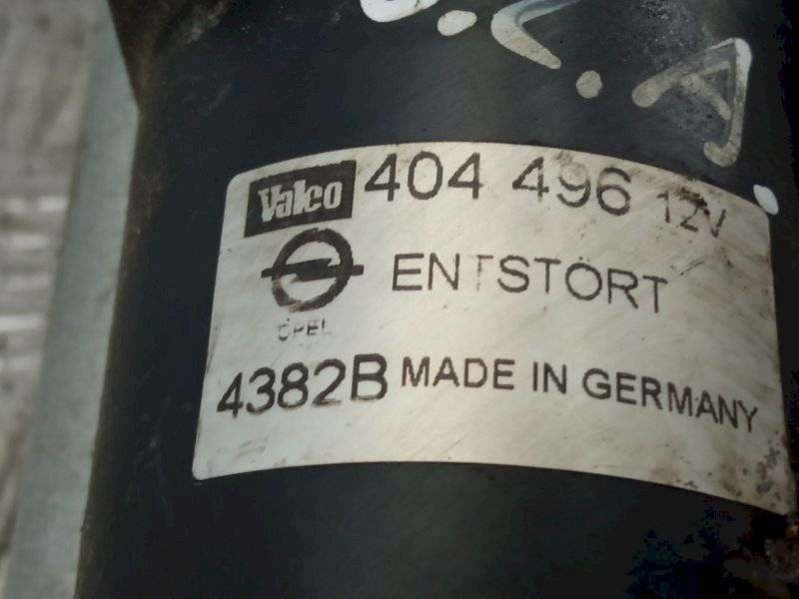 Valeo 404 496 12V
ENTSTÖRT
OPEL
4382B MADE IN GERMANY